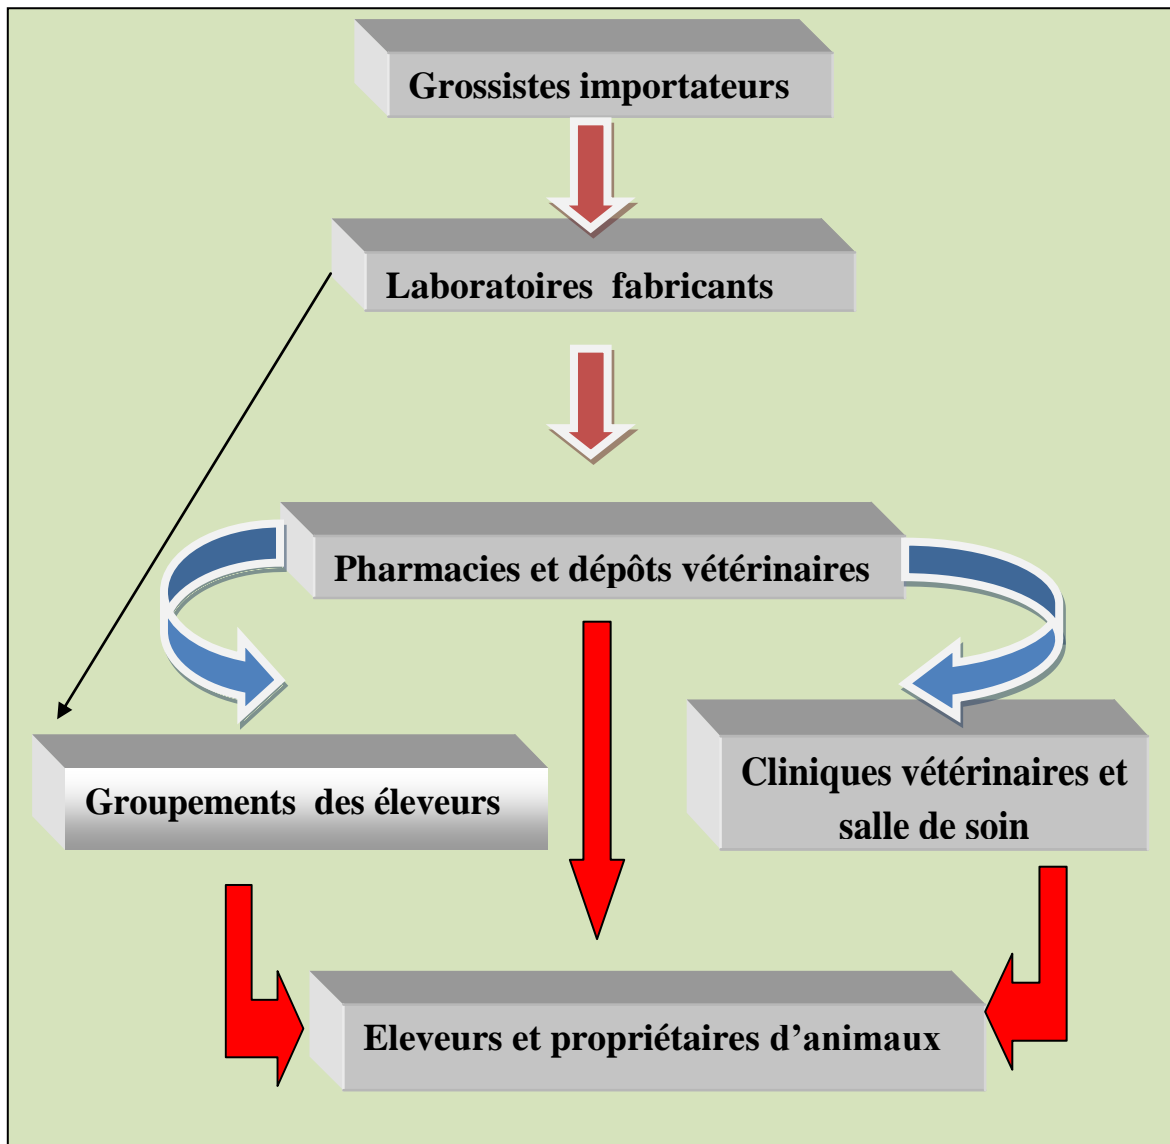 Grossistes importateurs
Laboratoires fabricants
Pharmacies et dépôts vétérinaires
Groupements des éleveurs
Cliniques vétérinaires et
salle de soin
Eleveurs et propriétaires d’animaux